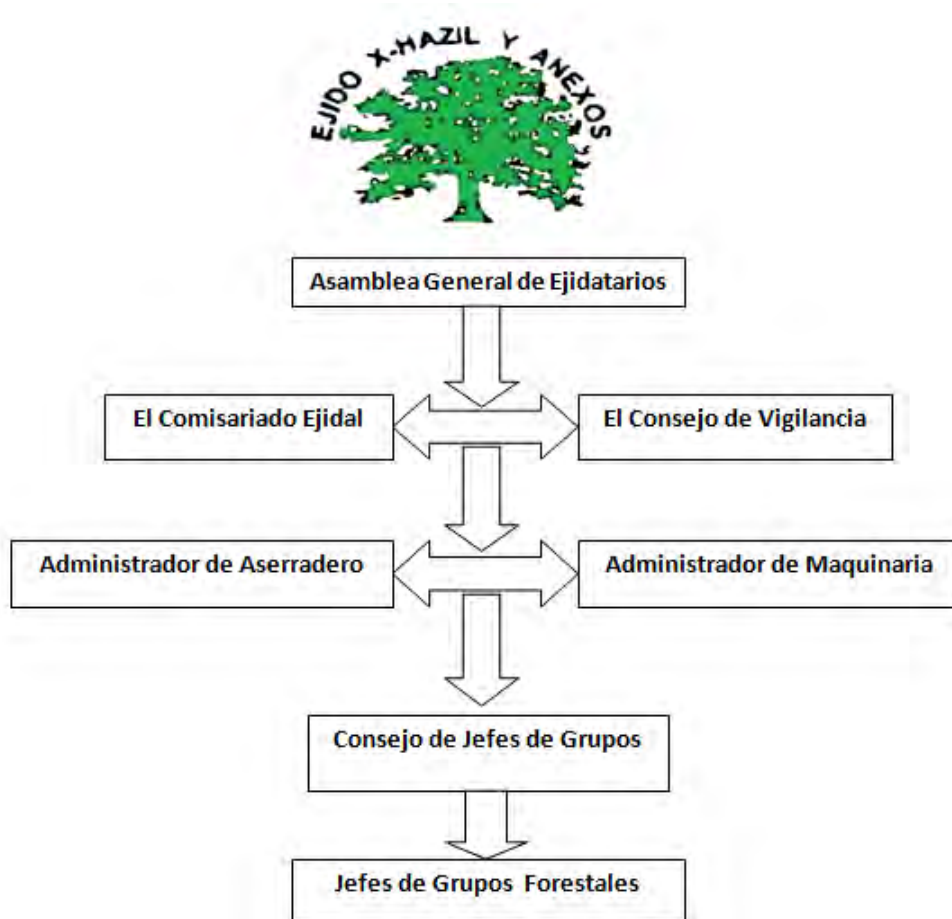 EJIDO X-HAZIL Y ANEXOS
Asamblea General de Ejidatarios
El Comisariado Ejidal
El Consejo de Vigilancia
Administrador de Aserradero
Administrador de Maquinaria
Consejo de Jefes de Grupos
Jefes de Grupos Forestales